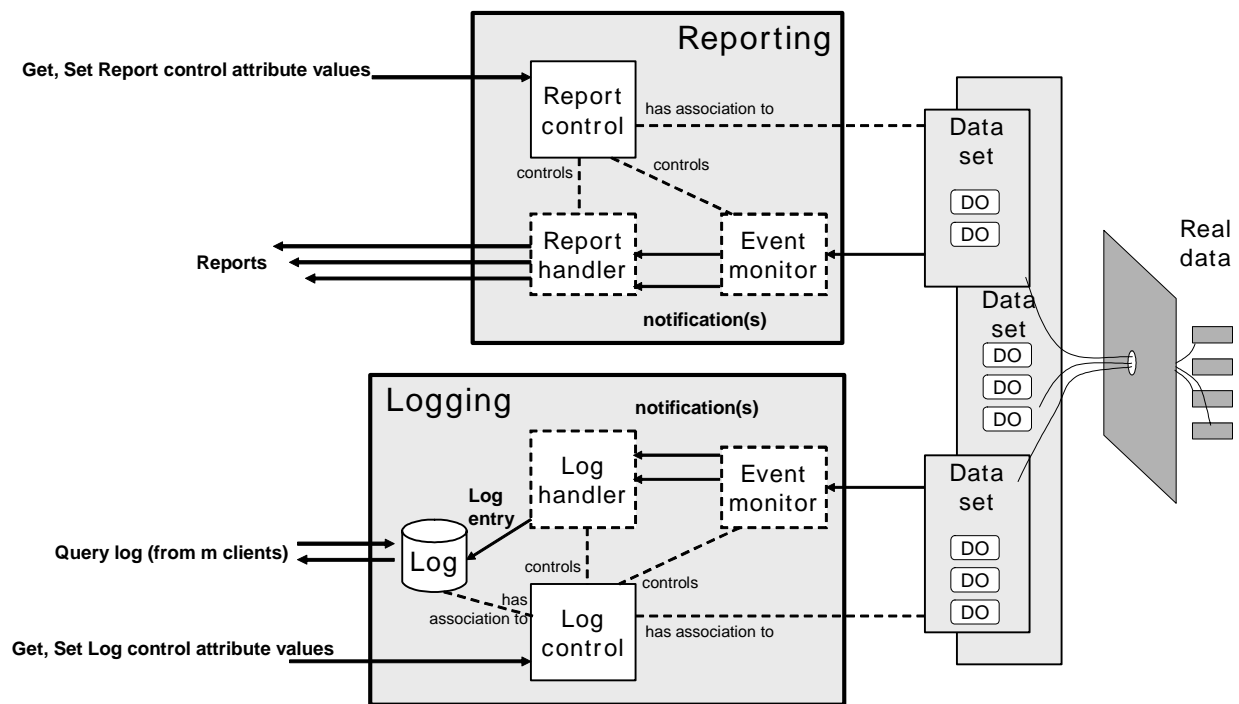 Reporting
Get, Set Report control attribute values
Report
control
has association to
controls
controls
Data
set
DO
DO
Reports
Report
handler
Event
monitor
notification(s)
Real
data
Data
set
DO
DO
DO
Logging
notification(s)
Log
handler
Event
monitor
Log
entry
Data
set
DO
DO
DO
Query log (from m clients)
Log
controls
controls
has
association to
Log
control
has association to
Get, Set Log control attribute values